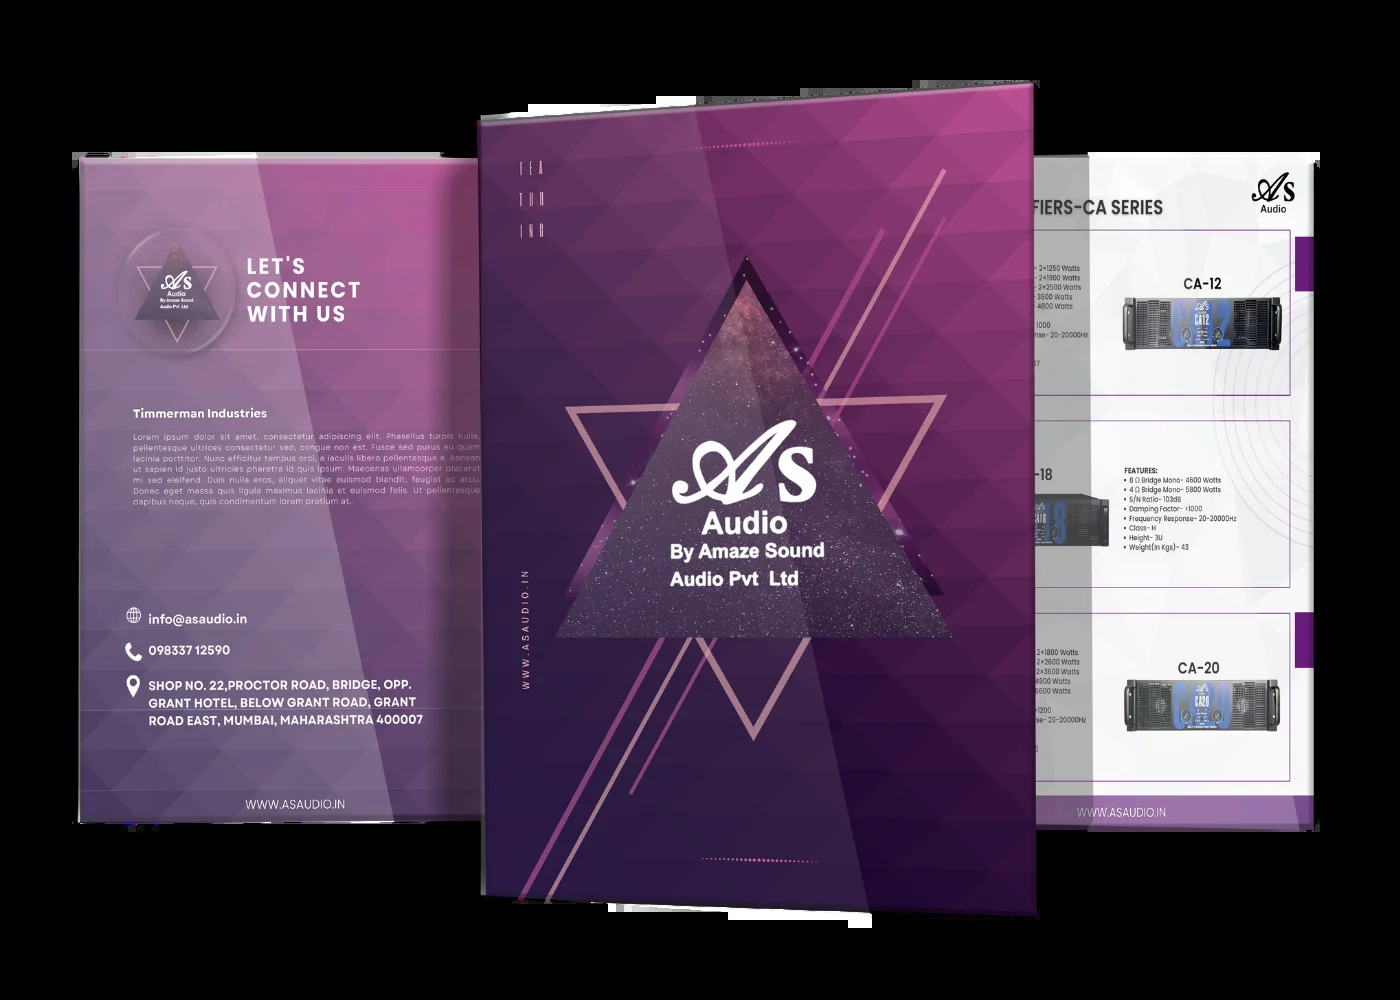 LET'S
CONNECT
WITH US
As
Audio
By Amaze Sound
Audio Pvt Ltd
Timmerman Industries
Lorem ipsum dolor sit amet, consectetur adipiscing elit. Phasellus turpis nulla,
pellentesque ultrices consectetur sed, congue non est. Fusce sed purus eu quam
lacinia porttitor. Nunc efficitur tempus orci, a iaculis libero pellentesque a. Aenean
ut sapien id justo ultricies pharetra id quis ipsum. Maecenas ullamcorper placerat
mi sed eleifend. Duis nulla eros, aliquet vitae euismod blandit, feugiat ac arcu.
Donec eget massa quis ligula maximus lacinia et euismod felis. Ut pellentesque
dapibus neque, quis condimentum lorem pretium at.
info@asaudio.in
098337 12590
SHOP NO. 22,PROCTOR ROAD, BRIDGE, OPP.
GRANT HOTEL, BELOW GRANT ROAD, GRANT
ROAD EAST, MUMBAI, MAHARASHTRA 400007
WWW.ASAUDIO.IN
FEA
TUR
ING
As
Audio
By Amaze Sound
Audio Pvt Ltd
WWW.ASAUDIO.IN
FIERS-CA SERIES
As
Audio
- 2×1250 Watts
- 2×1900 Watts
- 2×2500 Watts
- 3600 Watts
4800 Watts
1000
nse- 20-20000Hz
37
CA-12
CA12
-18
CA18
FEATURES:
• 8 Ω Bridge Mono- 4600 Watts
• 4 Ω Bridge Mono- 5800 Watts
• S/N Ratio- 103dB
• Damping Factor- >1000
• Frequency Response- 20-20000Hz
• Class- H
• Height- 3U
• Weight(In Kgs)- 43
2×1800 Watts
2×2600 Watts
2×3600 Watts
4900 Watts
6600 Watts
>1200
se- 20-20000Hz
CA-20
CA20
WWW.ASAUDIO.IN